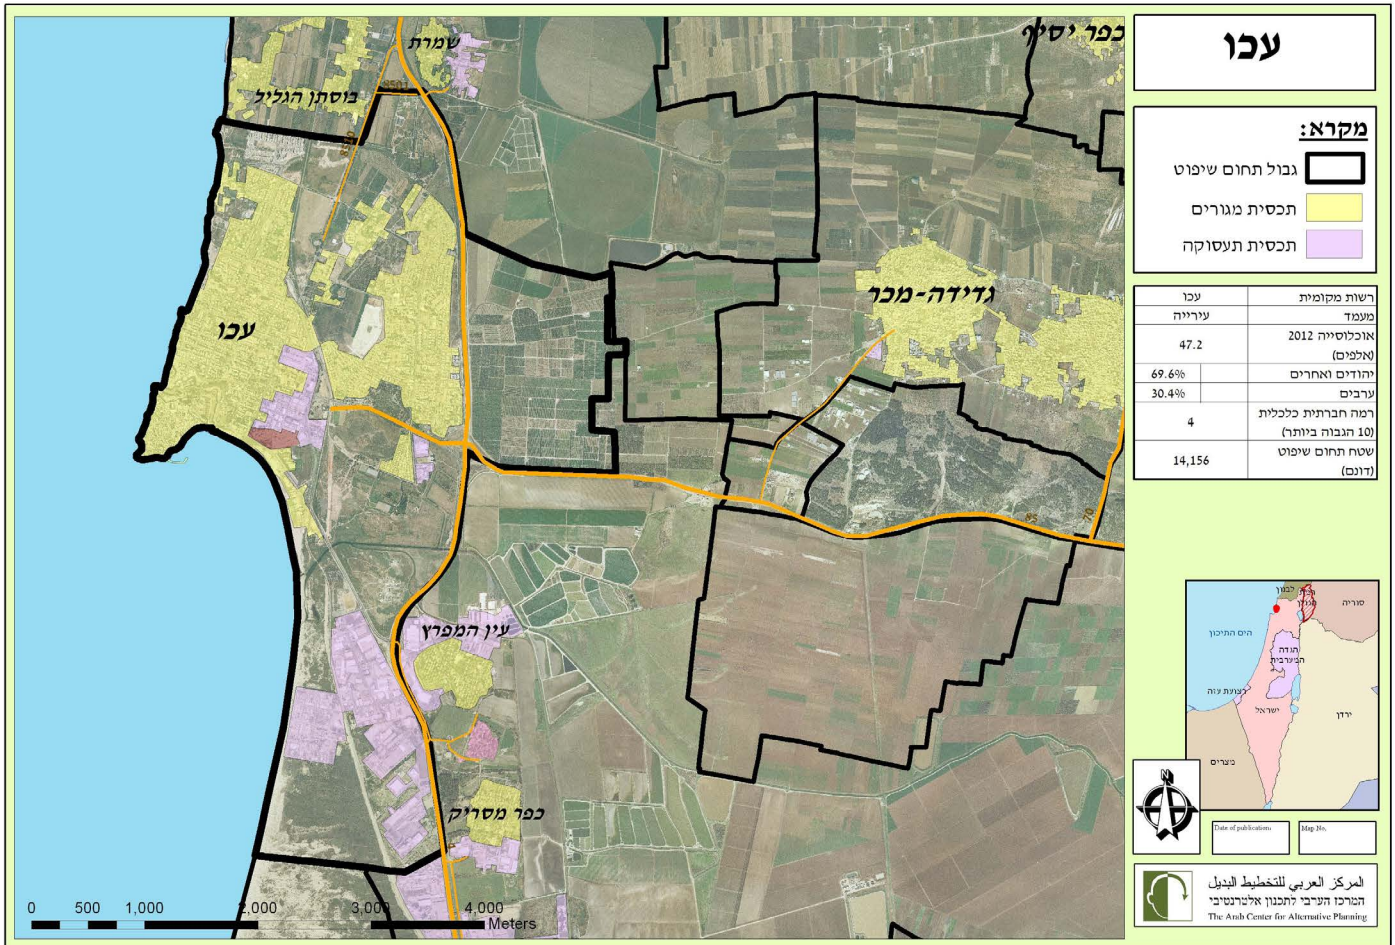 עכו
מקרא:
גבול תחום שיפוט
תכסית מגורים
תכסית תעסוקה
רשות מקומית עכו
מעמד עירייה
אוכלוסייה 2012 47.2
(אלפים)
יהודים ואחרים 69.6%
ערבים 30.4%
רמה חברתית כלכלית 4
(10 הגבוה ביותר)
שטח תחום שיפוט 14,156
(דונם)
שמרת
כפר יסיף
בוסתן הגליל
עכו
גדידה-מכר
עין המפרץ
כפר מסריק
85
70
0 500 1,000 2,000 3,000 4,000
Meters
לבנון
סוריה
הים התיכון
הגדה
המערבית
רצועת עזה
ישראל
ירדן
מצרים
N
Date of publication:
Map No.
المركز العربي للتخطيط البديل
המרכז הערבי לתכנון אלטרנטיבי
The Arab Center for Alternative Planning